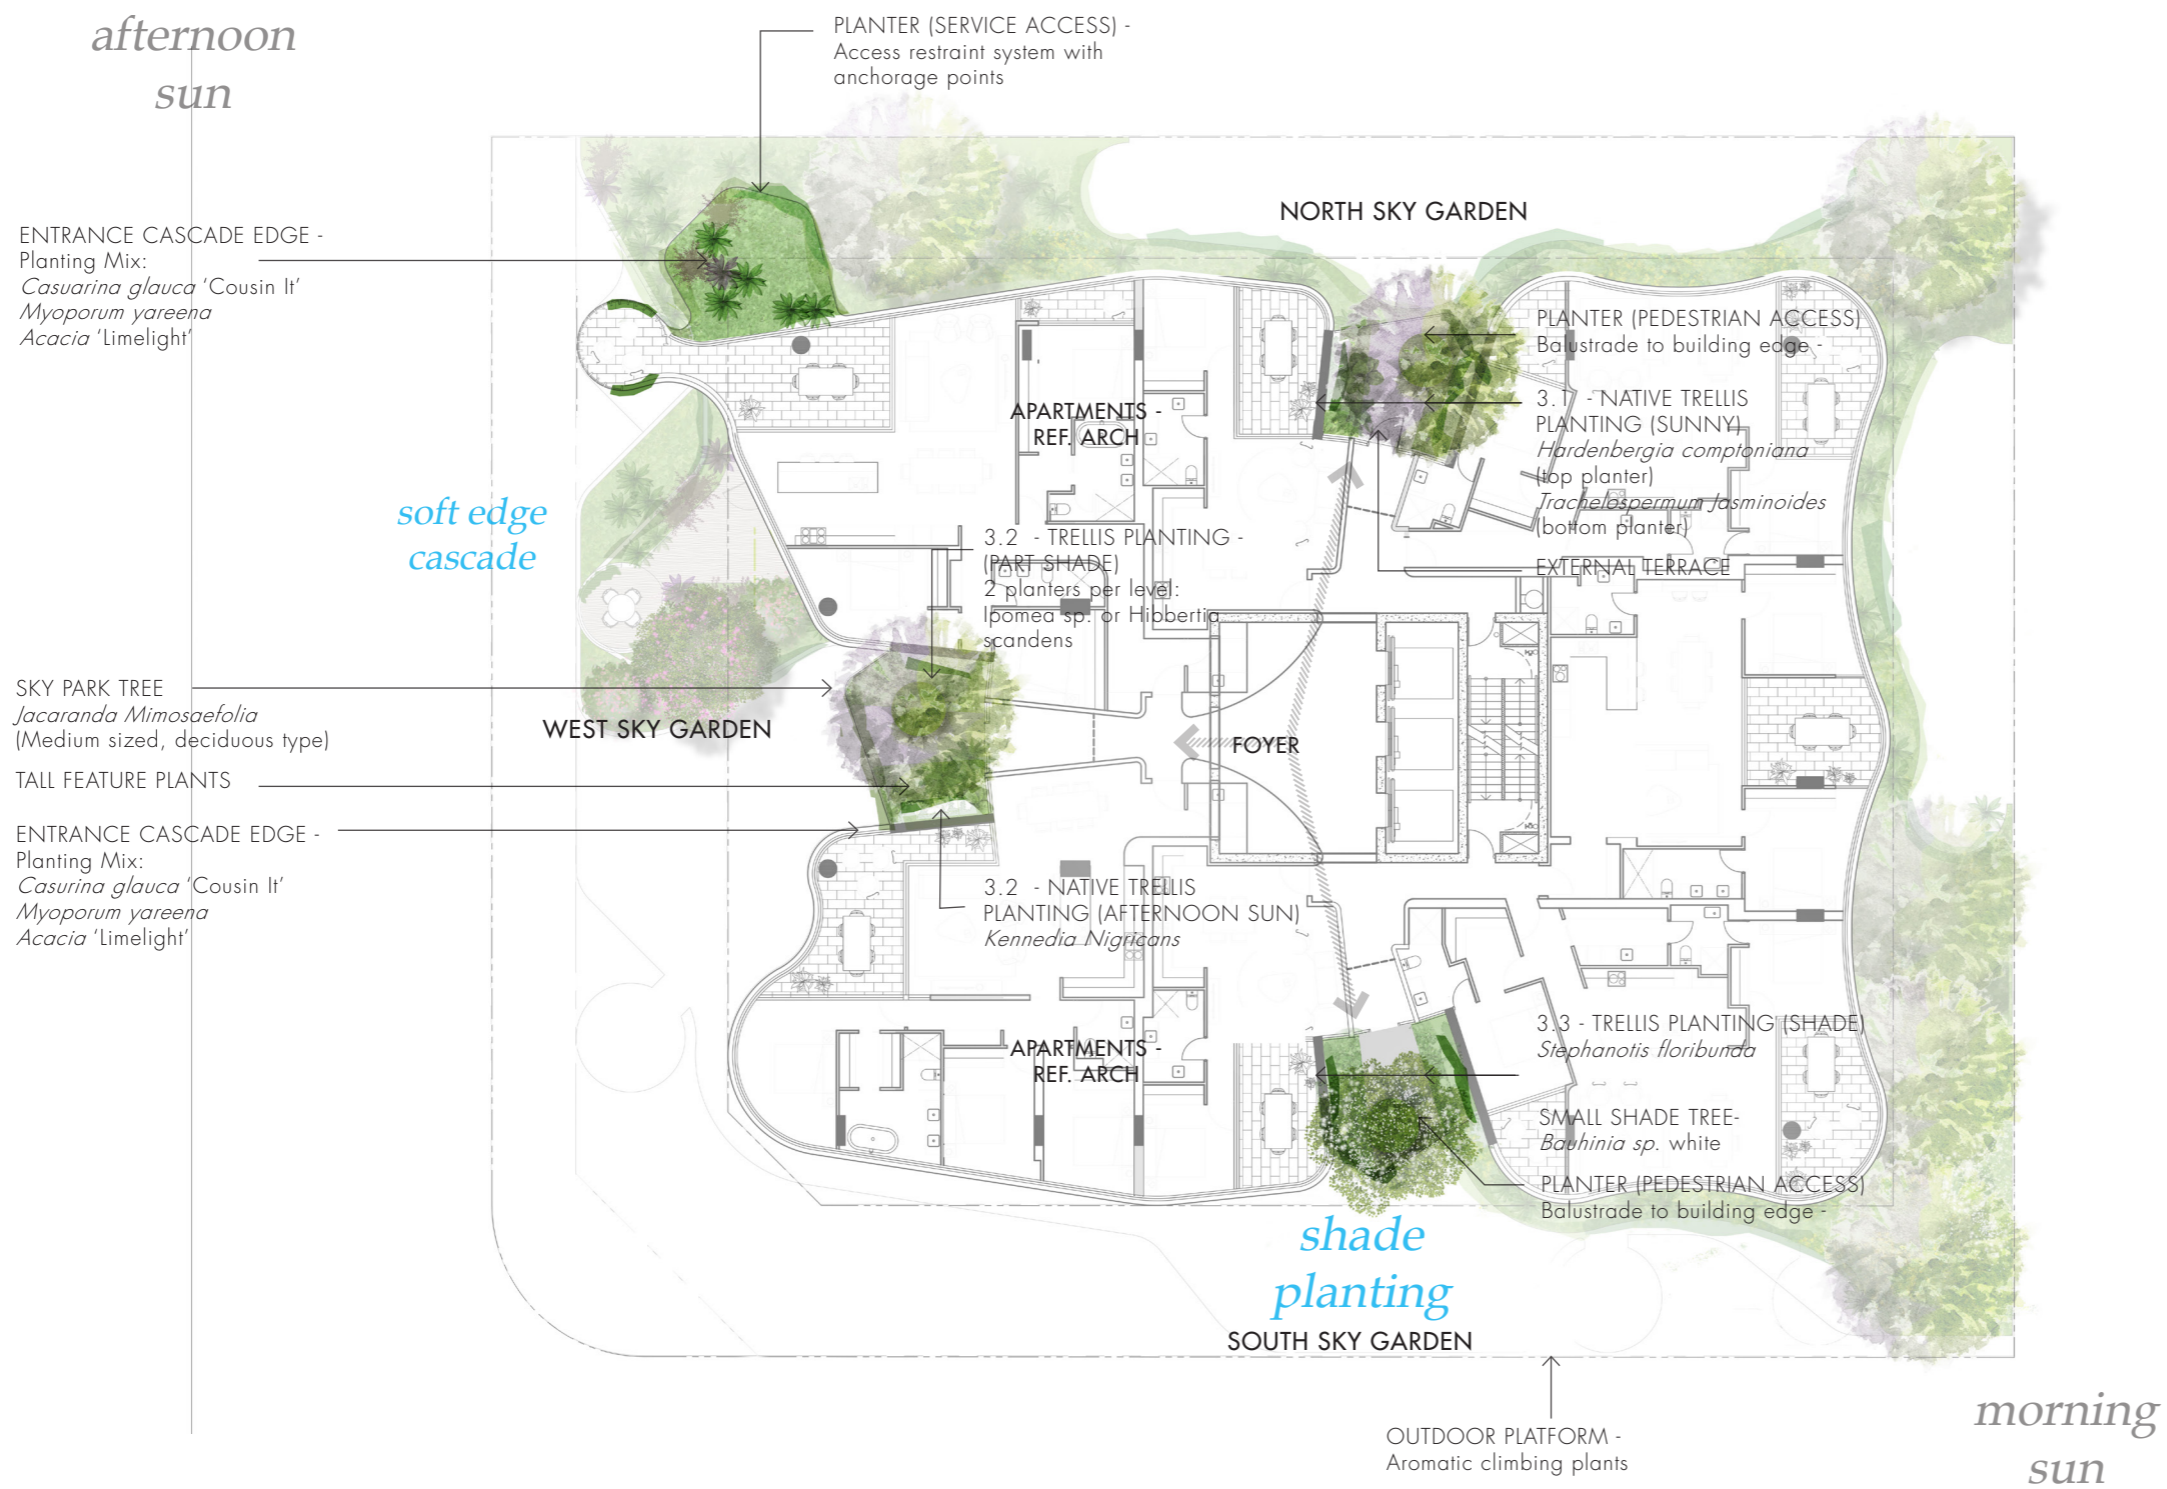 afternoon
sun
PLANTER (SERVICE ACCESS) -
Access restraint system with
anchorage points
ENTRANCE CASCADE EDGE -
Planting Mix:
Casuarina glauca 'Cousin It'
Myoporum yareena
Acacia 'Limelight'
NORTH SKY GARDEN
PLANTER (PEDESTRIAN ACCESS)
Balustrade to building edge -
3.1 - NATIVE TRELLIS
PLANTING (SUNNY)
Hardenbergia comptoniana
(top planter)
Trachelospermum Jasminoides
(bottom planter)
EXTERNAL TERRACE
APARTMENTS -
REF. ARCH
soft edge
cascade
3.2 - TRELLIS PLANTING -
(PART SHADE)
2 planters per level:
Ipomea sp. or Hibbertia
scandens
SKY PARK TREE
Jacaranda Mimosaefolia
(Medium sized, deciduous type)
WEST SKY GARDEN
FOYER
TALL FEATURE PLANTS
ENTRANCE CASCADE EDGE -
Planting Mix:
Casurina glauca 'Cousin It'
Myoporum yareena
Acacia 'Limelight'
3.2 - NATIVE TRELLIS
PLANTING (AFTERNOON SUN)
Kennedia Nigricans
APARTMENTS -
REF. ARCH
3.3 - TRELLIS PLANTING (SHADE)
Stephanotis floribunda
SMALL SHADE TREE-
Bauhinia sp. white
PLANTER (PEDESTRIAN ACCESS)
Balustrade to building edge -
shade
planting
SOUTH SKY GARDEN
OUTDOOR PLATFORM -
Aromatic climbing plants
morning
sun